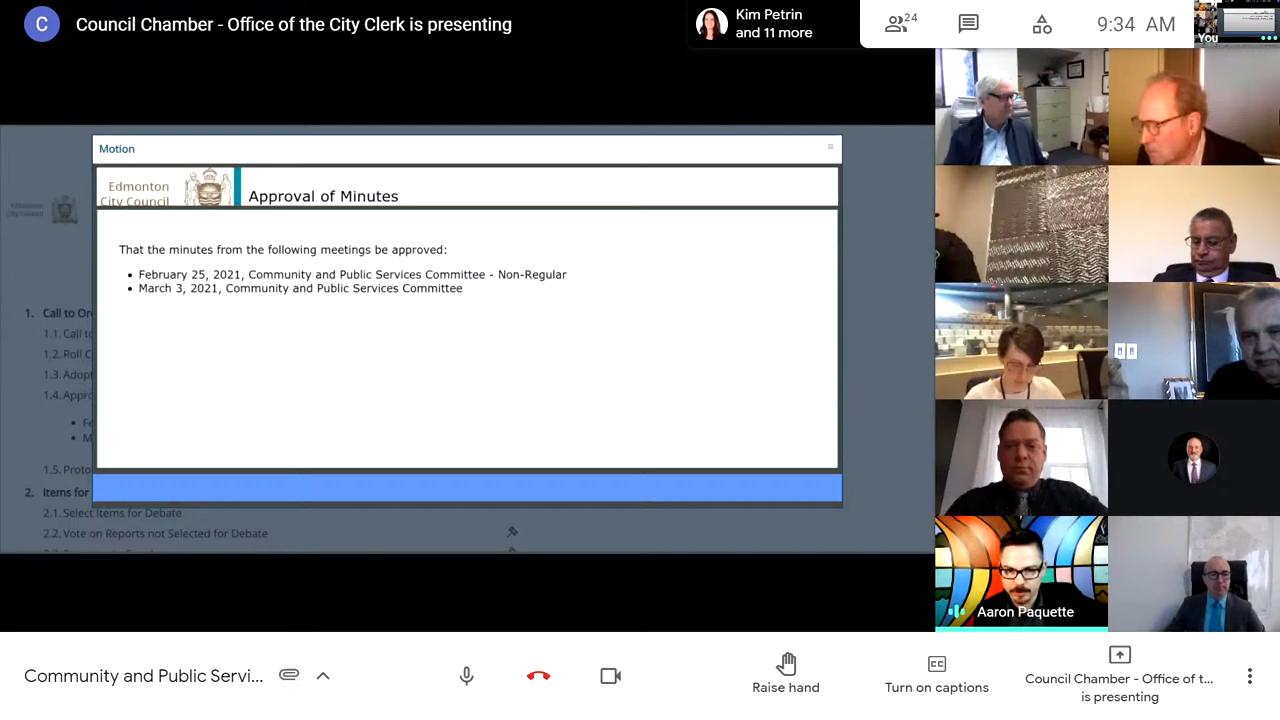 C
Council Chamber - Office of the City Clerk is presenting
Kim Petrin
and 11 more
24
9:34 AM
You
Motion
Edmonton
City Council
Approval of Minutes
That the minutes from the following meetings be approved:
• February 25, 2021, Community and Public Services Committee - Non-Regular
• March 3, 2021, Community and Public Services Committee
1. Call to Or
1.1. Call to
1.2. Roll C
1.3. Adopt
1.4. Appro
• Fe
• M
1.5. Proto
2. Items for
2.1. Select Items for Debate
2.2. Vote on Reports not Selected for Debate
Aaron Paquette
Community and Public Servi...
Raise hand
CC
Turn on captions
Council Chamber - Office of t...
is presenting